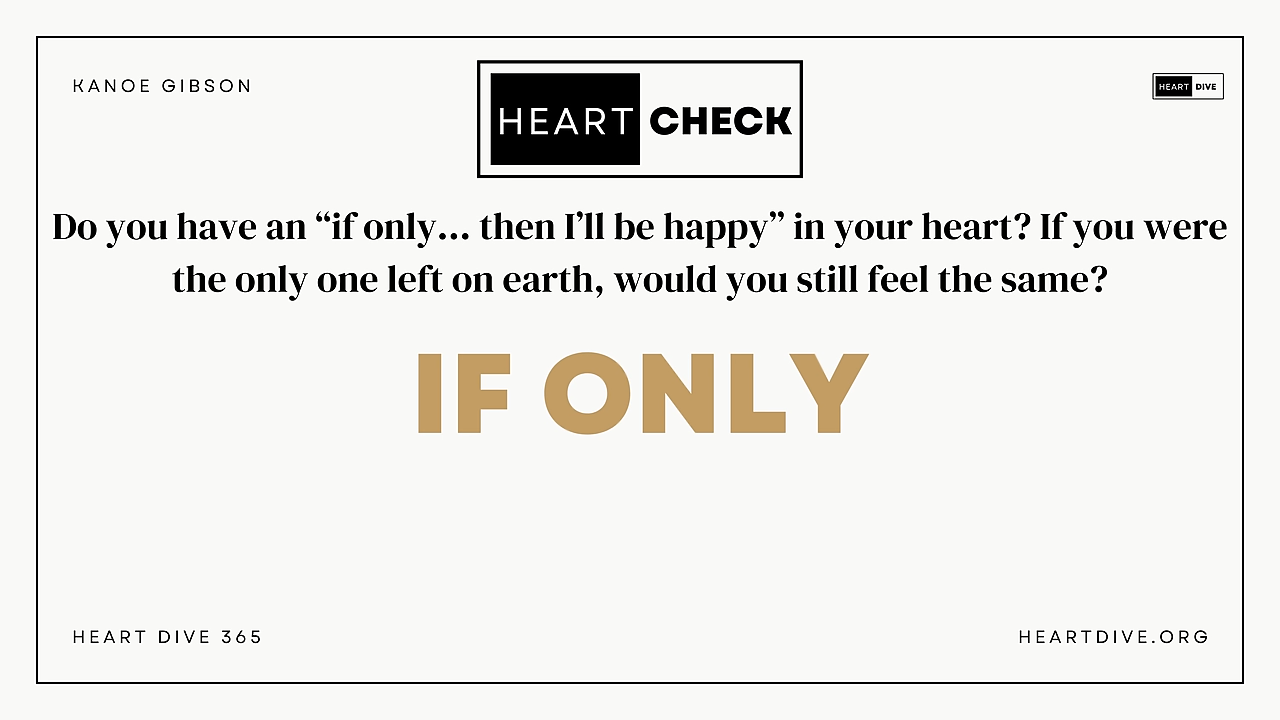 KANOE GIBSON
HEART CHECK
HEART DIVE
Do you have an “if only... then I’ll be happy” in your heart? If you were
the only one left on earth, would you still feel the same?
IF ONLY
HEART DIVE 365
HEARTDIVE.ORG